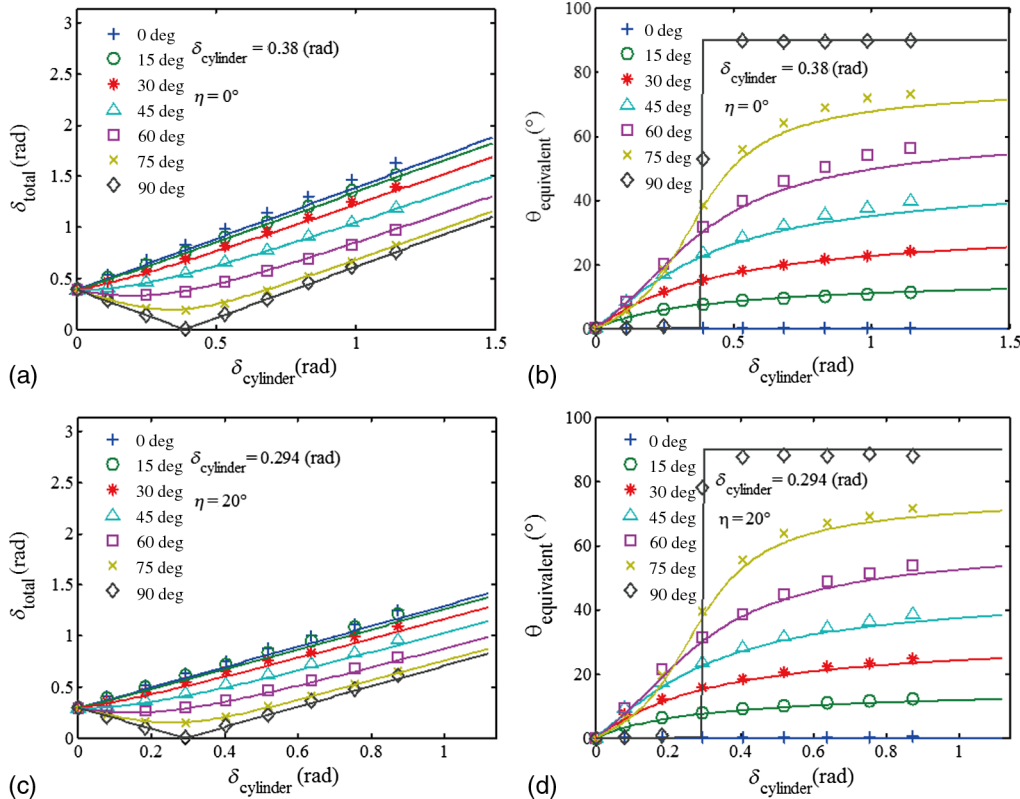 3
2.5
2
1.5
1
0.5
0
δtotal (rad)
0 deg
15 deg
30 deg
45 deg
60 deg
75 deg
90 deg
δcylinder = 0.38 (rad)
η = 0°
0
0.5
1
1.5
δcylinder (rad)
(a)
100
80
60
40
20
0
θequivalent (°)
0 deg
15 deg
30 deg
45 deg
60 deg
75 deg
90 deg
δcylinder = 0.38 (rad)
η = 0°
0
0.5
1
1.5
δcylinder (rad)
(b)
3
2.5
2
1.5
1
0.5
0
δtotal (rad)
0 deg
15 deg
30 deg
45 deg
60 deg
75 deg
90 deg
δcylinder = 0.294 (rad)
η = 20°
0
0.2
0.4
0.6
0.8
1
δcylinder (rad)
(c)
100
80
60
40
20
0
θequivalent (°)
0 deg
15 deg
30 deg
45 deg
60 deg
75 deg
90 deg
δcylinder = 0.294 (rad)
η = 20°
0
0.2
0.4
0.6
0.8
1
δcylinder (rad)
(d)